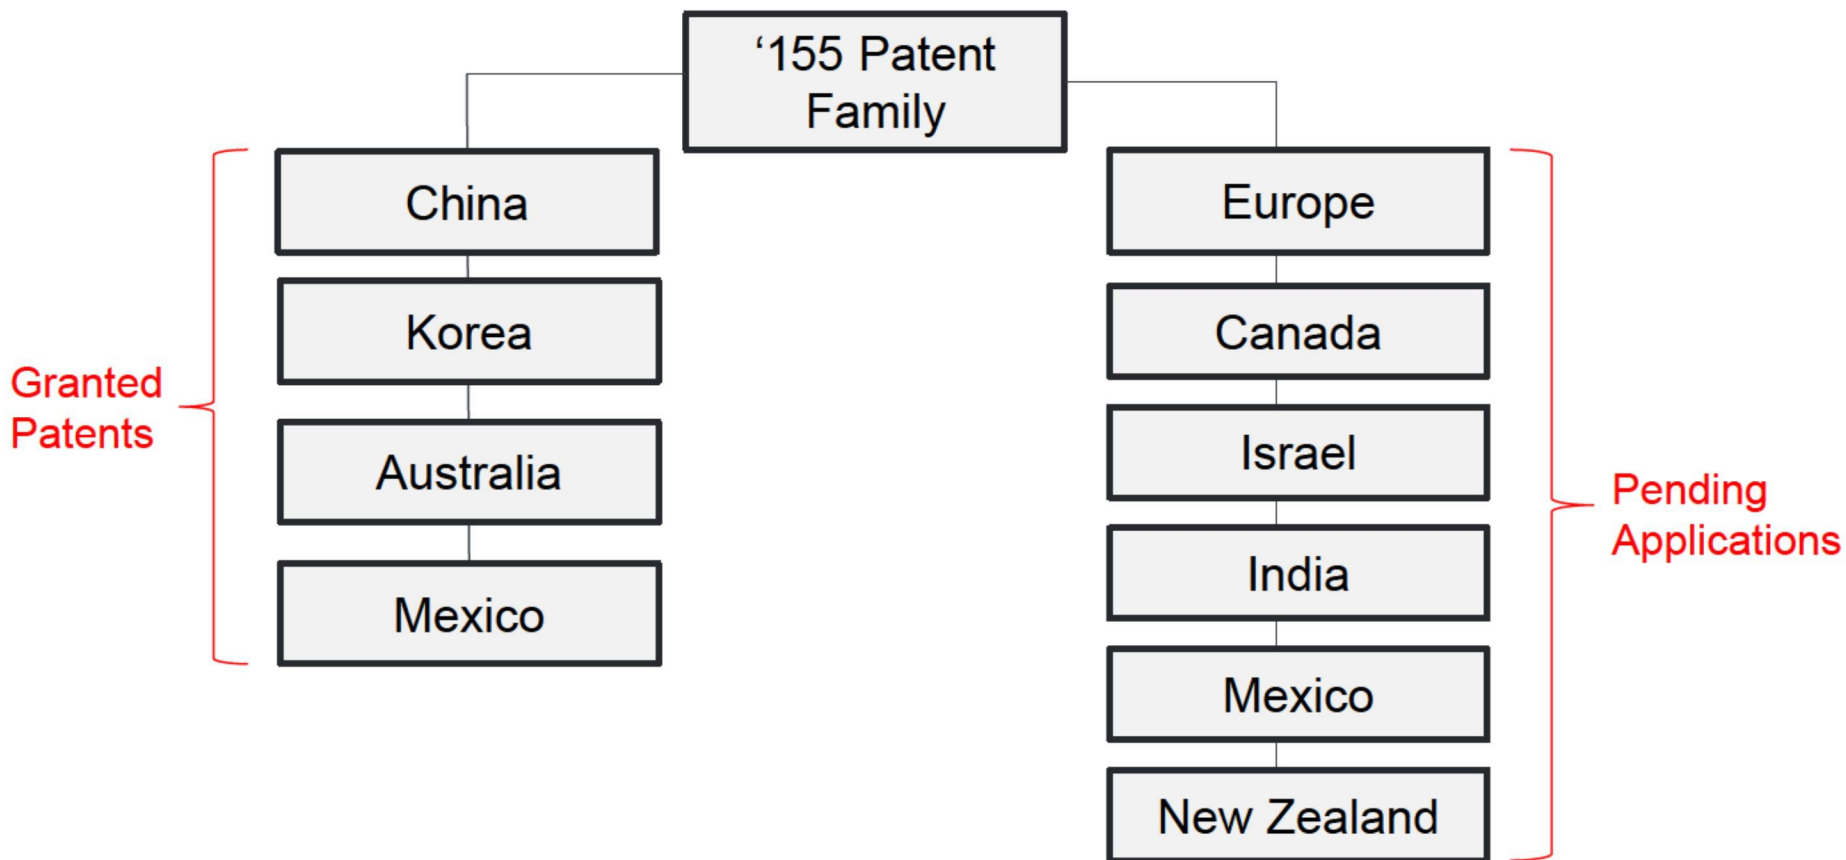 ‘155 Patent
Family
Granted
Patents
China
Korea
Australia
Mexico
Europe
Canada
Israel
India
Mexico
New Zealand
Pending
Applications